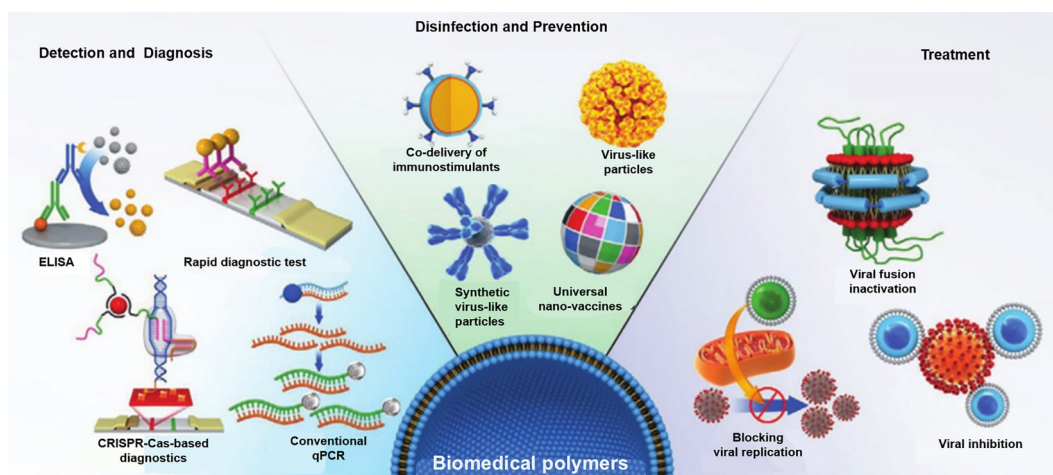 Detection and Diagnosis
ELISA
Rapid diagnostic test
CRISPR-Cas-based
diagnostics
Conventional
qPCR
Disinfection and Prevention
Co-delivery of
immunostimulants
Virus-like
particles
Synthetic
virus-like
particles
Universal
nano-vaccines
Treatment
Viral fusion
inactivation
Blocking
viral replication
Viral inhibition
Biomedical polymers